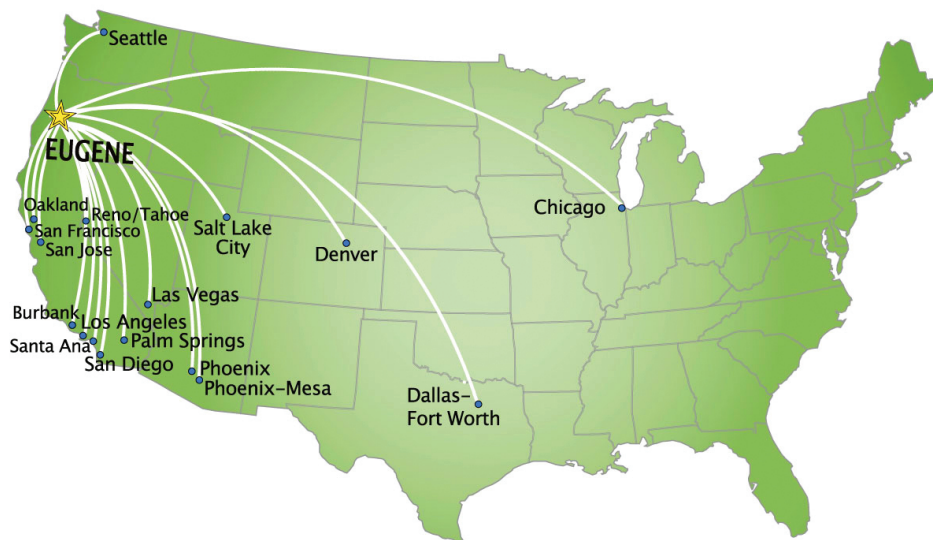 Seattle
EUGENE
Oakland
Reno/Tahoe
San Francisco
San Jose
Salt Lake
City
Chicago
Denver
Las Vegas
Burbank
Los Angeles
Santa Ana
Palm Springs
San Diego
Phoenix
Phoenix-Mesa
Dallas-
Fort Worth